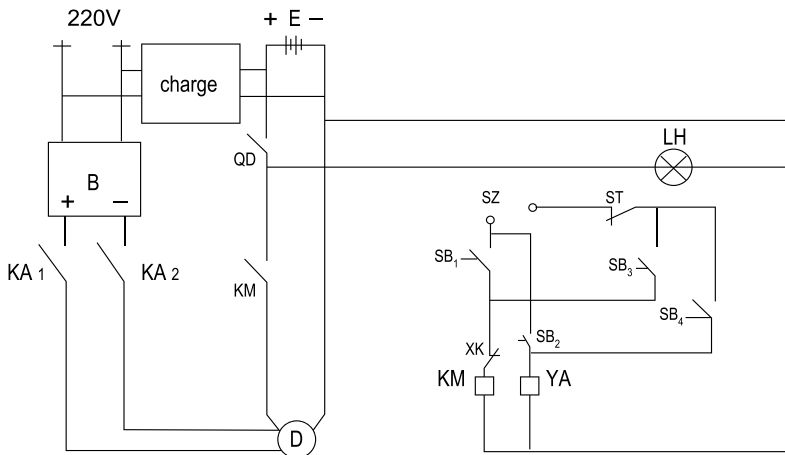 220V
+ E −
charge
LH
QD
B
+ −
SZ
ST
KA 1
KA 2
KM
SB1
SB3
SB4
XK
SB2
KM
YA
D